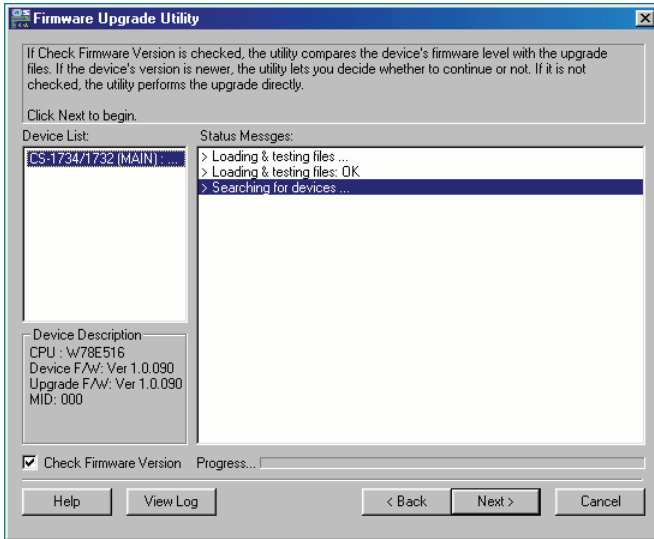 Firmware Upgrade Utility
If Check Firmware Version is checked, the utility compares the device's firmware level with the upgrade
files. If the device's version is newer, the utility lets you decide whether to continue or not. If it is not
checked, the utility performs the upgrade directly.
Click Next to begin.
Device List:
Status Messges:
CS-1734/1732 (MAIN) : ...
> Loading & testing files ...
> Loading & testing files: OK
> Searching for devices ...
Device Description
CPU : W78E516
Device F/W: Ver 1.0.090
Upgrade F/W: Ver 1.0.090
MID: 000
Check Firmware Version
Progress...
Help
View Log
< Back
Next >
Cancel